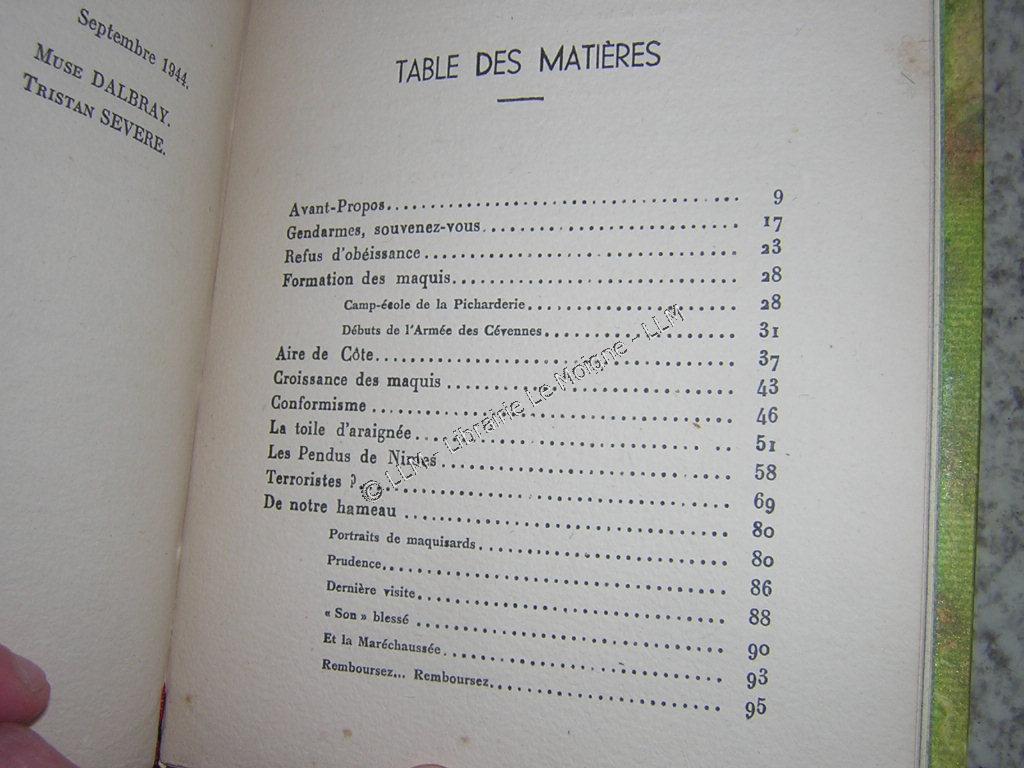 Septembre 1944.
Muse DALBRAY.
Tristan SEVERE.
TABLE DES MATIÈRES
Avant-Propos........ 9
Gendarmes, souvenez-vous........ 17
Refus d'obéissance........ 23
Formation des maquis........ 28
Camp-école de la Picharderie........ 28
Débuts de l'Armée des Cévennes........ 31
Aire de Côte........ 37
Croissance des maquis........ 43
Conformisme........ 46
La toile d'araignée........ 51
Les Pendus de Nimes........ 58
Terroristes ?........ 69
De notre hameau........ 80
Portraits de maquisards........ 80
Prudence........ 86
Dernière visite........ 88
« Son » blessé........ 90
Et la Maréchaussée........ 93
Remboursez... Remboursez........ 95
© LLM - Librairie Le Moigne - LLM